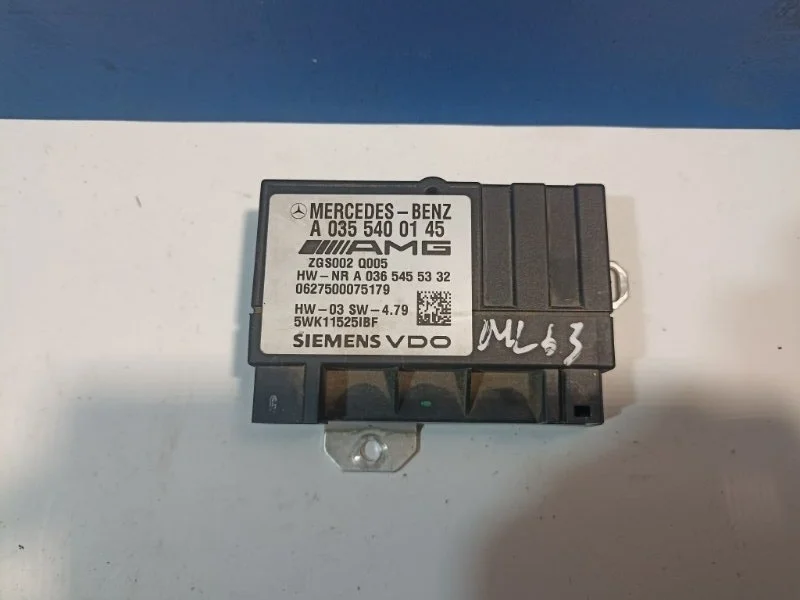 MERCEDES-BENZ
A 035 540 01 45
AMG
ZGS002 Q005
HW-NR A 036 545 53 32
0627500075179
HW-03 SW-4.79
5WK11525IBF
SIEMENS VDO
ML63